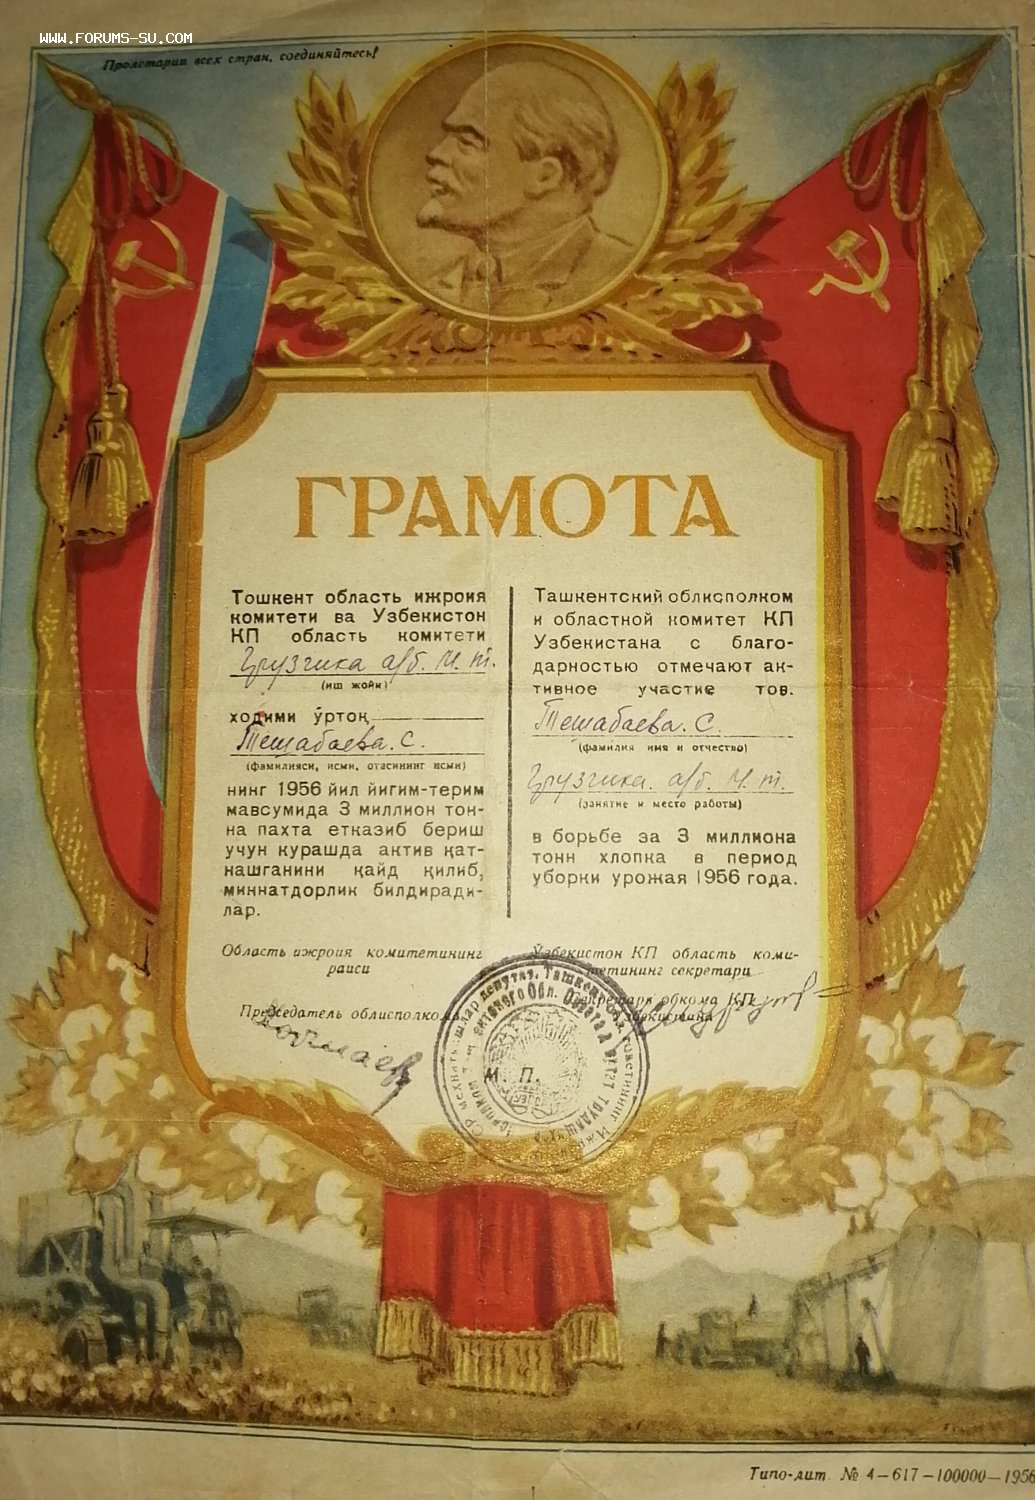 WWW.FORUMS-SU.COM
Пролетарии всех стран, соединяйтесь!
ГРАМОТА
Тошкент область ижроия
комитети ва Узбекистон
КП область комитети
Грузчика а/б. Ч. т.
(иш жойи)
ходими ўртоқ
Тешабаева. С.
(фамилияси, исми, отасининг исми)
нинг 1956 йил йигим-терим
мавсумида 3 миллион тон-
на пахта етказиб бериш
учун курашда актив қат-
нашганини қайд қилиб,
миннатдорлик билдиради-
лар.
Ташкентский облисполком
и областной комитет КП
Узбекистана с благо-
дарностью отмечают ак-
тивное участие тов.
Тешабаева. С.
(фамилия имя и отчество)
Грузчика. а/б. Ч. т.
(занятие и место работы)
в борьбе за 3 миллиона
тонн хлопка в период
уборки урожая 1956 года.
Область ижроия комитетининг
раиси
Председатель облисполкома
Ўзбекистон КП область коми-
тетининг секретари
Секретарь обкома КП
Узбекистана
М. П.
Типо-лит. № 4—617—100000—1956